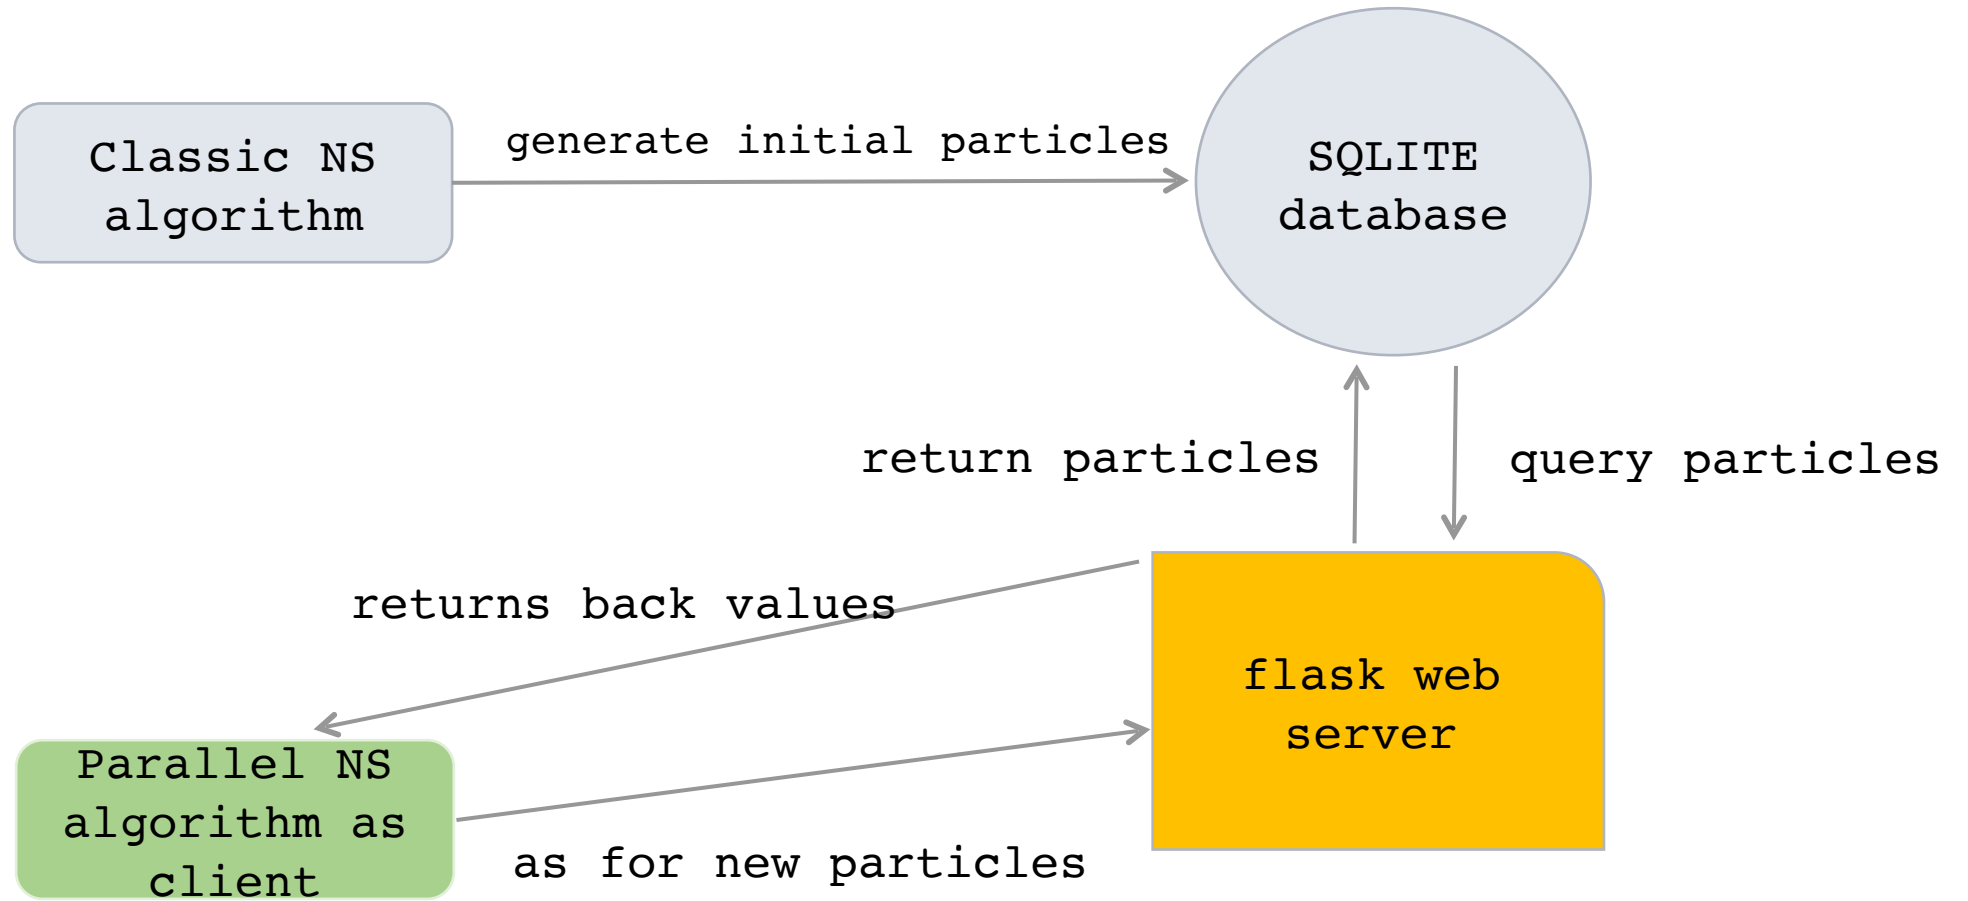 Classic NS
algorithm
generate initial particles
SQLITE
database
return particles
query particles
returns back values
flask web
server
Parallel NS
algorithm as
client
as for new particles